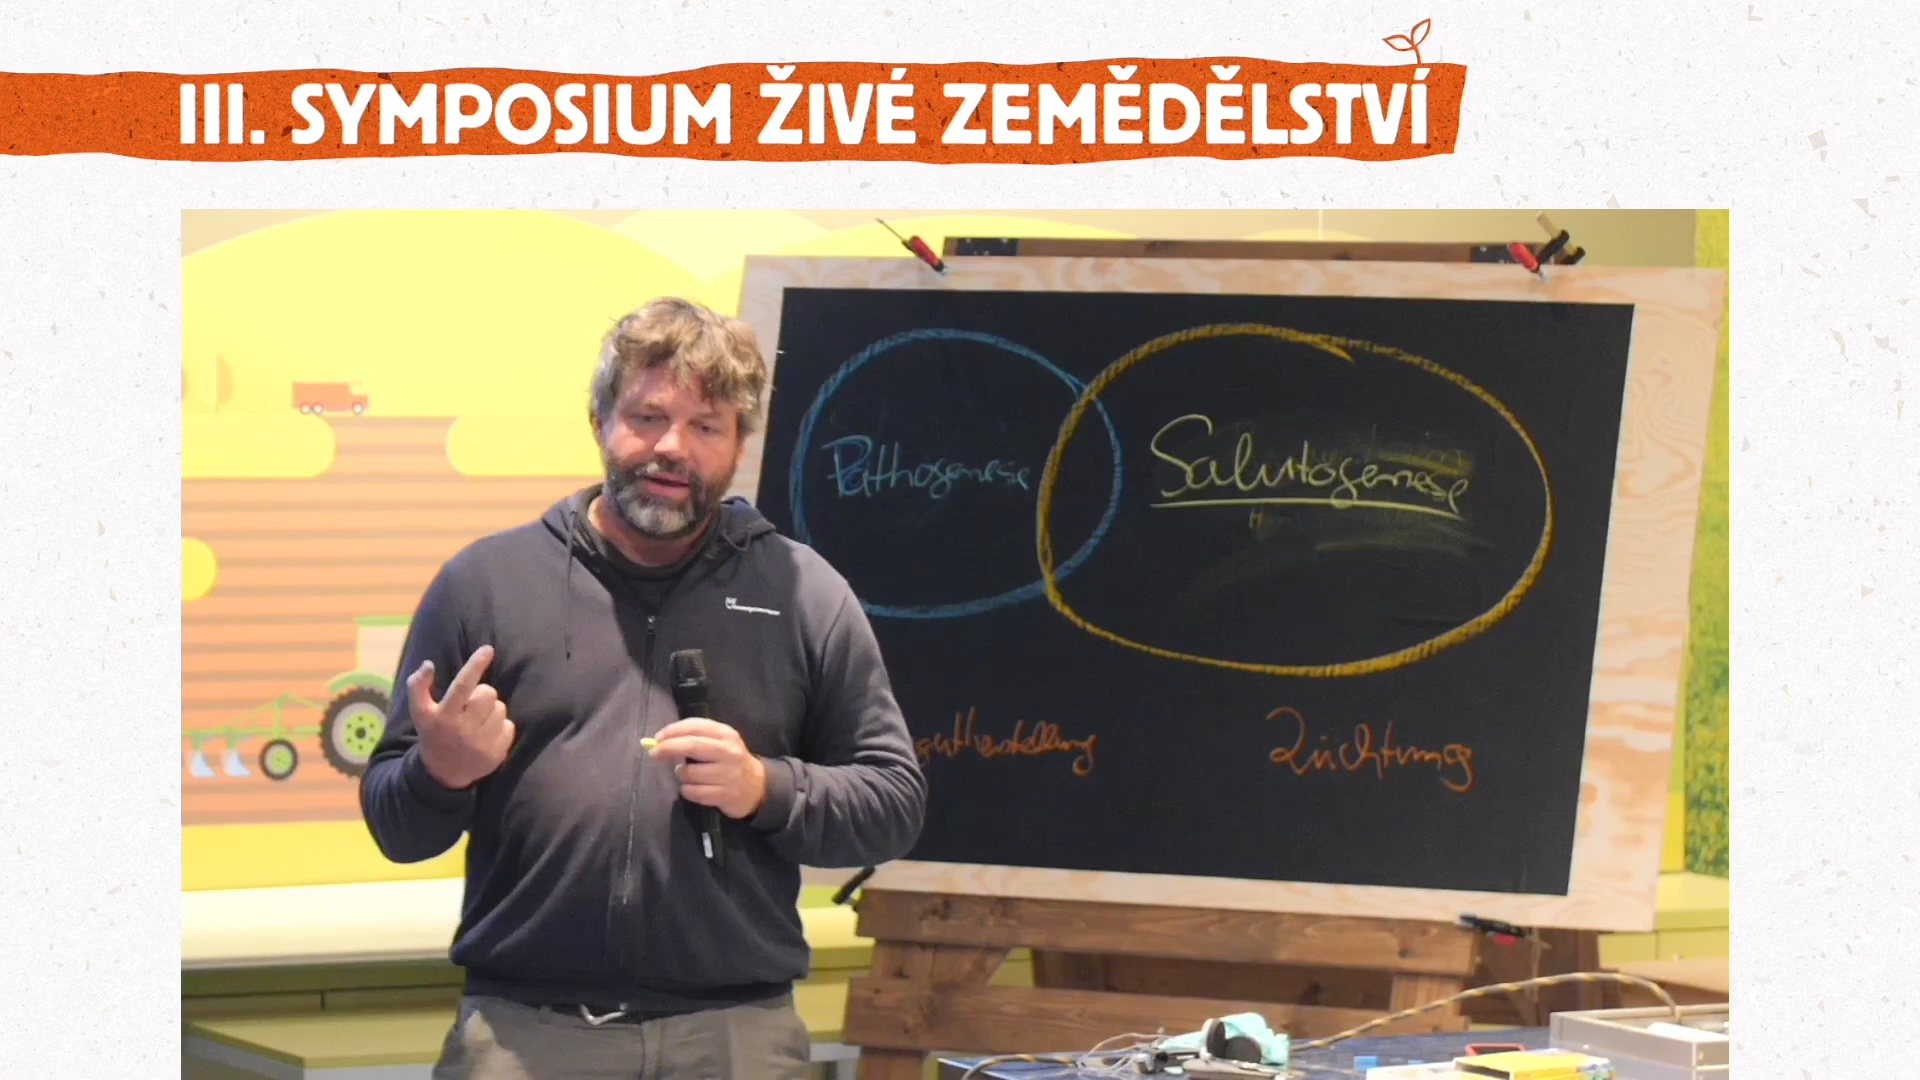 III. SYMPOSIUM ŽIVÉ ZEMĚDĚLSTVÍ
Pathogenese
Salutogenese
Züchtung